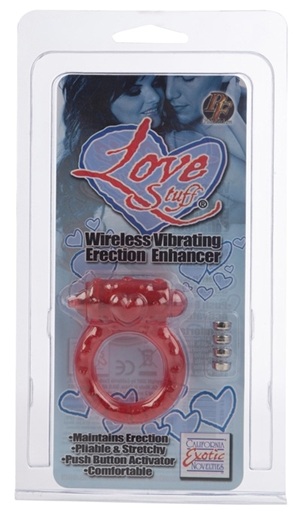 Love
Stuff®
Wireless Vibrating
Erection Enhancer
•Maintains Erection
•Pliable & Stretchy
•Push Button Activator
•Comfortable
CALIFORNIA
Exotic
NOVELTIES